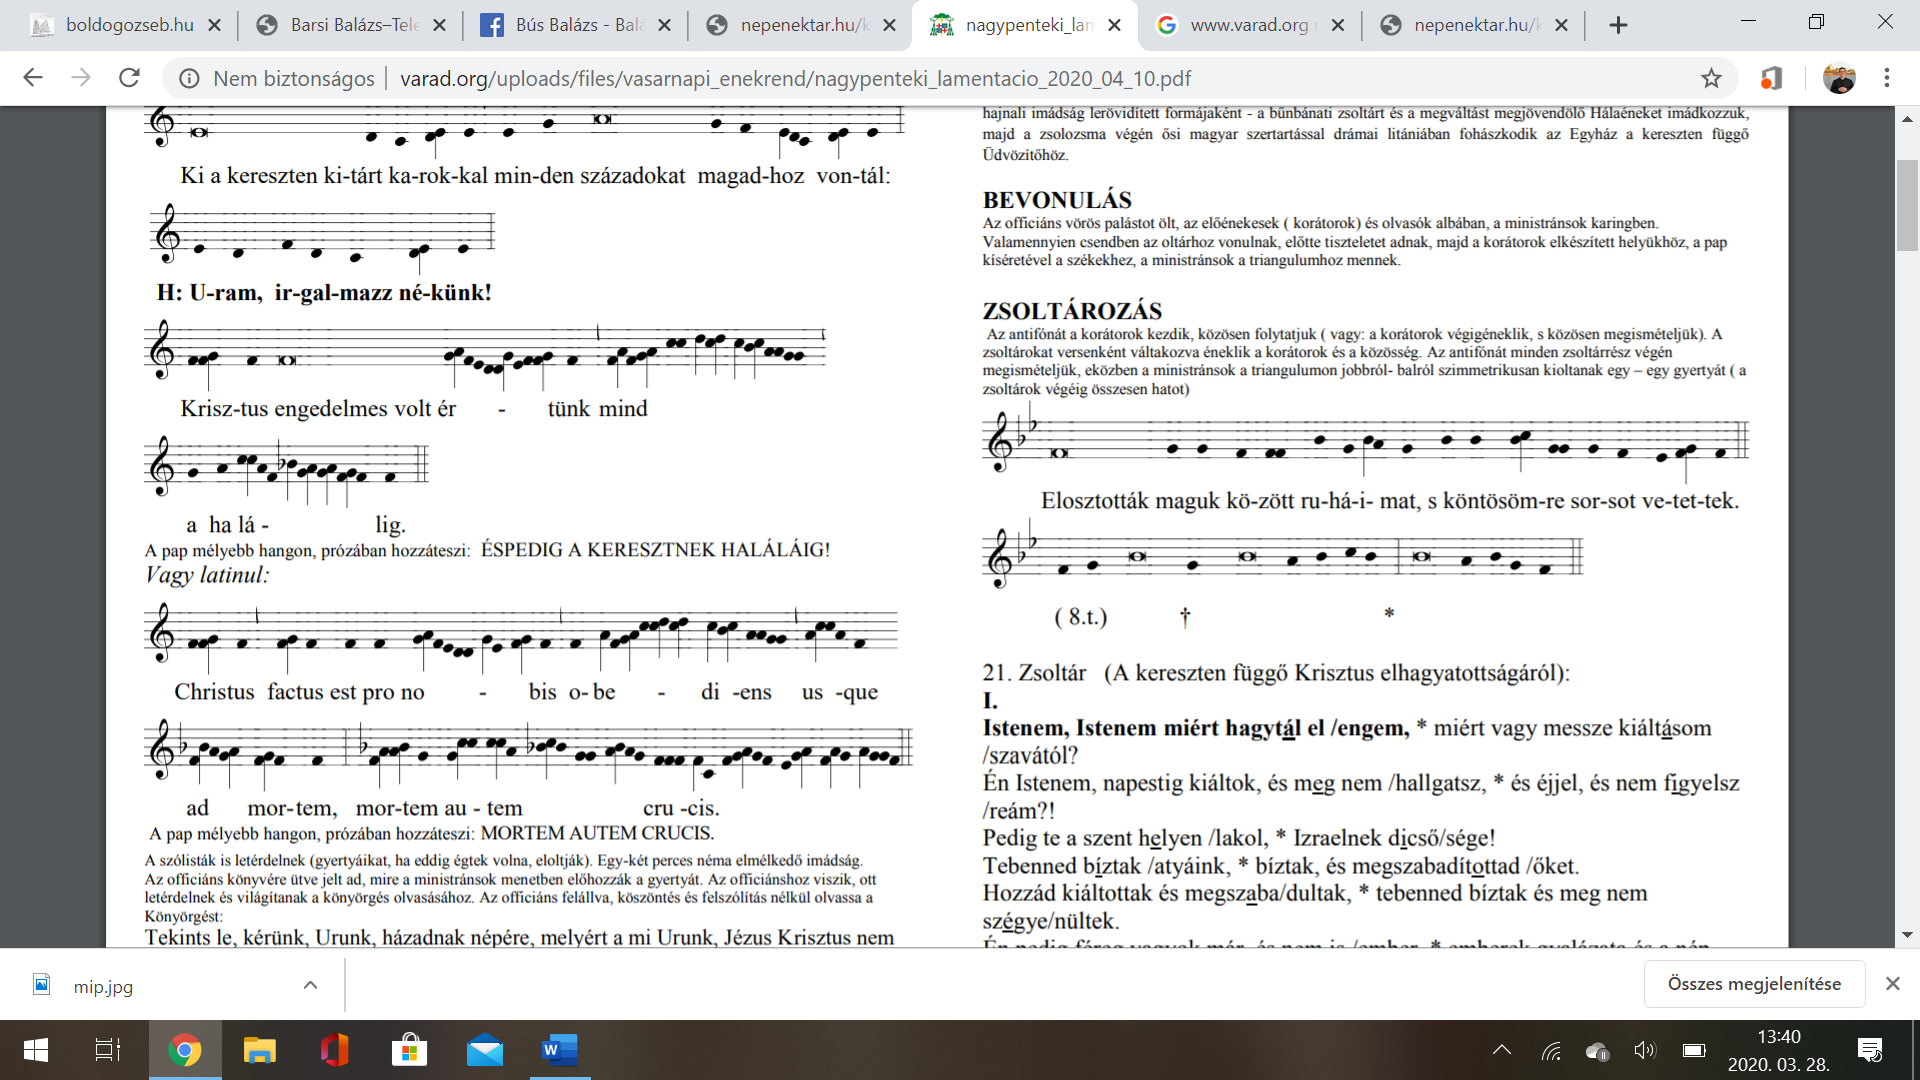 boldogozseb.hu
Barsi Balázs–Tele
Bús Balázs - Bala
nepenektar.hu/k
nagypenteki_lam
www.varad.org
nepenektar.hu/k
Nem biztonságos | varad.org/uploads/files/vasarnapi_enekrend/nagypenteki_lamentacio_2020_04_10.pdf
Ki a kereszten ki-tárt ka-rok-kal min-den századokat magad-hoz von-tál:
H: U-ram, ir-gal-mazz né-künk!
Krisz-tus engedelmes volt ér - tünk mind
a ha lá - lig.
A pap mélyebb hangon, prózában hozzáteszi: ÉSPEDIG A KERESZTNEK HALÁLÁIG!
Vagy latinul:
Christus factus est pro no - bis o-be - di -ens us -que
ad mor-tem, mor-tem au - tem cru -cis.
A pap mélyebb hangon, prózában hozzáteszi: MORTEM AUTEM CRUCIS.
A szólisták is letérdelnek (gyertyáikat, ha eddig égtek volna, eloltják). Egy-két perces néma elmélkedő imádság.
Az officiáns könyvére ütve jelt ad, mire a ministránsok menetben előhozzák a gyertyát. Az officiánshoz viszik, ott
letérdelnek és világítanak a könyörgés olvasásához. Az officiáns felállva, köszöntés és felszólítás nélkül olvassa a
Könyörgést:
Tekints le, kérünk, Urunk, házadnak népére, melyért a mi Urunk, Jézus Krisztus nem
hajnali imádság lerövidített formájaként - a bűnbánati zsoltárt és a megváltást megjövendölő Hálaéneket imádkozzuk,
majd a zsolozsma végén ősi magyar szertartással drámai litániában fohászkodik az Egyház a kereszten függő
Üdvözítőhöz.
BEVONULÁS
Az officiáns vörös palástot ölt, az előénekesek ( korátorok) és olvasók albában, a ministránsok karingben.
Valamennyien csendben az oltárhoz vonulnak, előtte tiszteletet adnak, majd a korátorok elkészített helyükhöz, a pap
kíséretével a székekhez, a ministránsok a triangulumhoz mennek.
ZSOLTÁROZÁS
Az antifónát a korátorok kezdik, közösen folytatjuk ( vagy: a korátorok végigéneklik, s közösen megismételjük). A
zsoltárokat versenként váltakozva éneklik a korátorok és a közösség. Az antifónát minden zsoltárrész végén
megismételjük, eközben a ministránsok a triangulumon jobbról- balról szimmetrikusan kioltanak egy – egy gyertyát ( a
zsoltárok végéig összesen hatot)
Elosztották maguk kö-zött ru-há-i- mat, s köntösöm-re sor-sot ve-tet-tek.
( 8.t.) † *
21. Zsoltár (A kereszten függő Krisztus elhagyatottságáról):
I.
Istenem, Istenem miért hagytál el /engem, * miért vagy messze kiáltásom
/szavától?
Én Istenem, napestig kiáltok, és meg nem /hallgatsz, * és éjjel, és nem figyelsz
/reám?!
Pedig te a szent helyen /lakol, * Izraelnek dicső/sége!
Tebenned bíztak /atyáink, * bíztak, és megszabadítottad /őket.
Hozzád kiáltottak és megszaba/dultak, * tebenned bíztak és meg nem
szégye/nültek.
Én pedig féreg vagyok már, és nem is /ember, * emberek gyalázata és a nép
mip.jpg
Összes megjelenítése
13:40
2020. 03. 28.